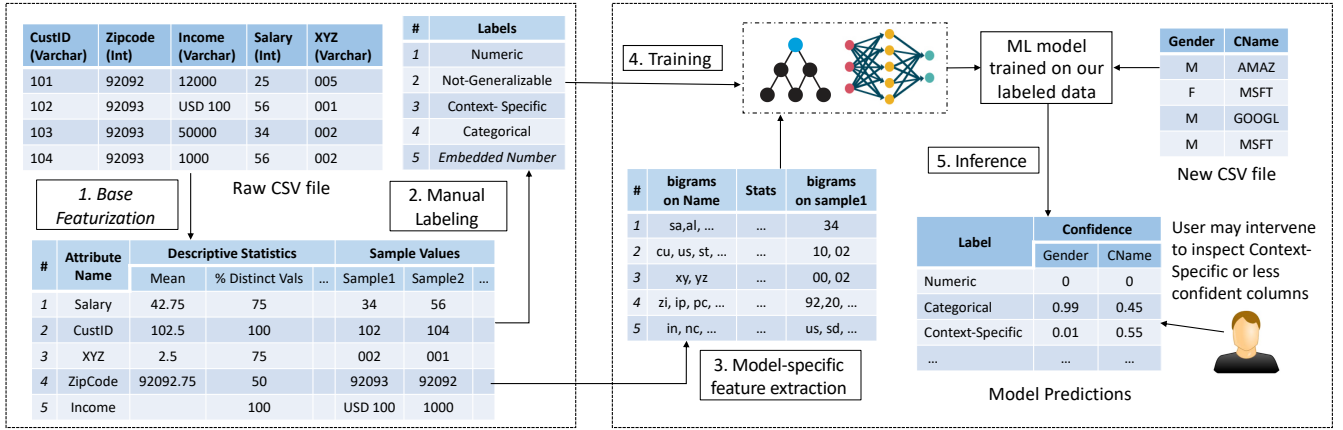 CustID (Varchar) Zipcode (Int) Income (Varchar) Salary (Int) XYZ (Varchar)
101 92092 12000 25 005
102 92093 USD 100 56 001
103 92093 50000 34 002
104 92093 1000 56 002
Raw CSV file
# Labels
1 Numeric
2 Not-Generalizable
3 Context- Specific
4 Categorical
5 Embedded Number
1. Base
Featurization
2. Manual
Labeling
# Attribute Name Descriptive Statistics Sample Values
Mean % Distinct Vals ... Sample1 Sample2 ...
1 Salary 42.75 75 34 56
2 CustID 102.5 100 102 104
3 XYZ 2.5 75 002 001
4 ZipCode 92092.75 50 92093 92092
5 Income 100 USD 100 1000
4. Training
ML model
trained on our
labeled data
Gender CName
M AMAZ
F MSFT
M GOOGL
M MSFT
New CSV file
# bigrams on Name Stats bigrams on sample1
1 sa,al, ... ... 34
2 cu, us, st, ... ... 10, 02
3 xy, yz ... 00, 02
4 zi, ip, pc, ... ... 92,20, ...
5 in, nc, ... ... us, sd, ...
3. Model-specific
feature extraction
5. Inference
Label Confidence
Gender CName
Numeric 0 0
Categorical 0.99 0.45
Context-Specific 0.01 0.55
... ... ...
Model Predictions
User may intervene
to inspect Context-
Specific or less
confident columns